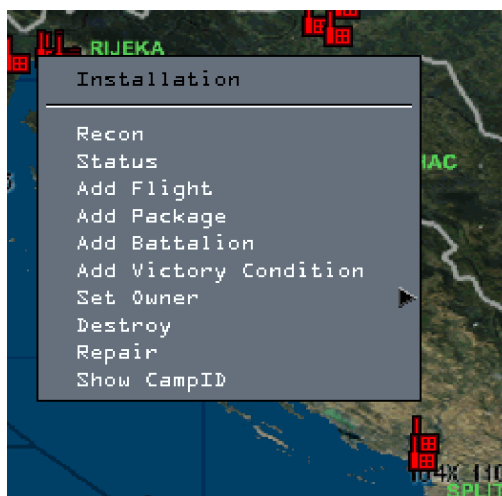 RIJEKA
Installation
Recon
Status
Add Flight
Add Package
Add Battalion
Add Victory Condition
Set Owner
Destroy
Repair
Show CampID